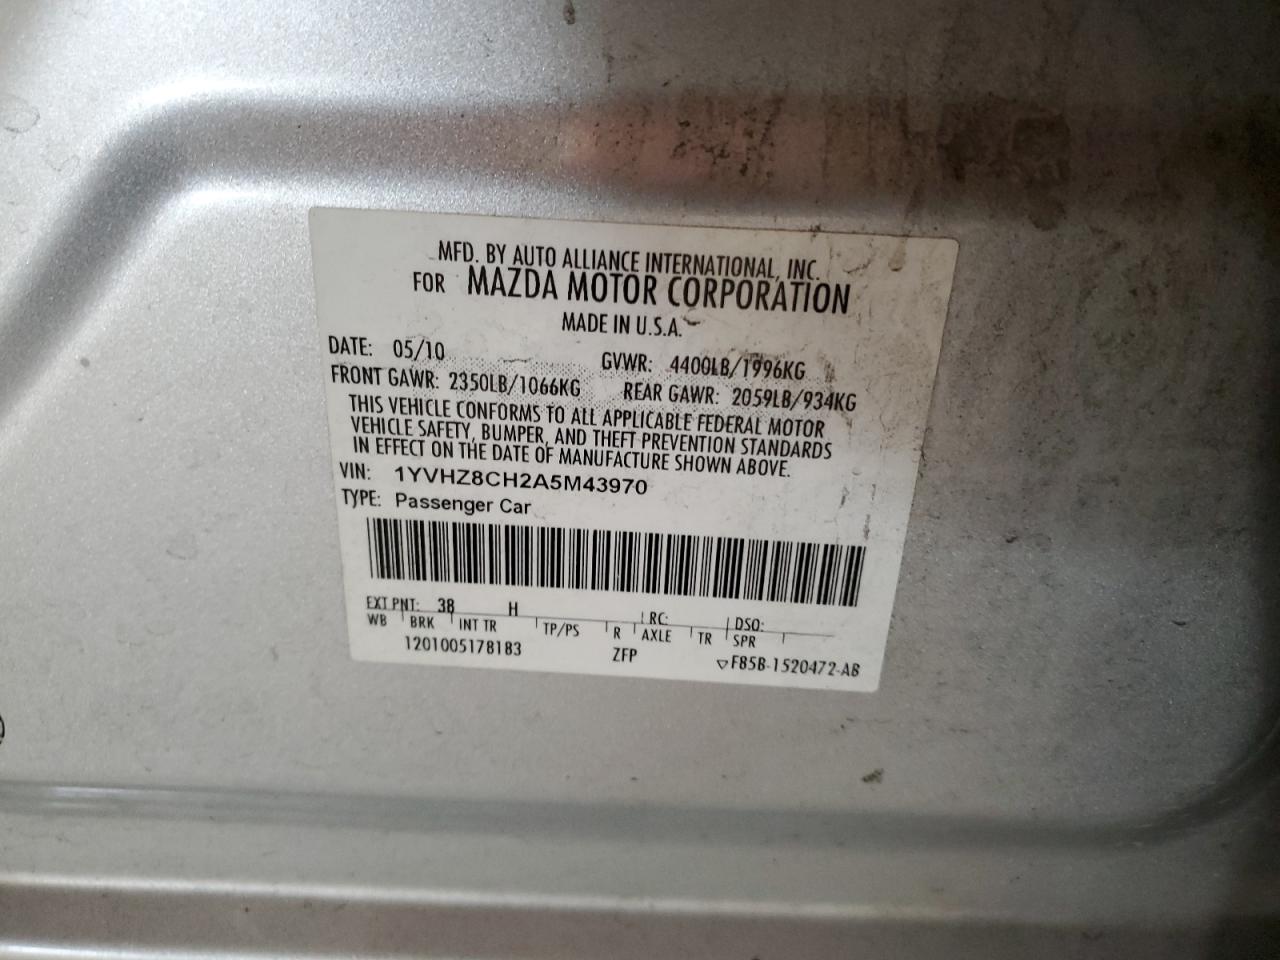 MFD. BY AUTO ALLIANCE INTERNATIONAL, INC.
FOR MAZDA MOTOR CORPORATION
MADE IN U.S.A.
DATE: 05/10 GVWR: 4400LB/1996KG
FRONT GAWR: 2350LB/1066KG REAR GAWR: 2059LB/934KG
THIS VEHICLE CONFORMS TO ALL APPLICABLE FEDERAL MOTOR
VEHICLE SAFETY, BUMPER, AND THEFT PREVENTION STANDARDS
IN EFFECT ON THE DATE OF MANUFACTURE SHOWN ABOVE.
VIN: 1YVHZ8CH2A5M43970
TYPE: Passenger Car
EXT PNT: 38 H RC: DSO:
WB BRK INT TR TP/PS R AXLE TR SPR
1201005178183 ZFP F85B-1520472-AB